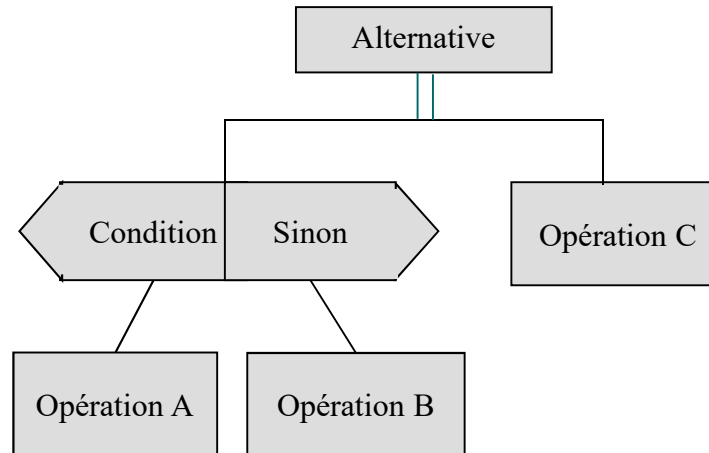 Alternative
Condition
Sinon
Opération C
Opération A
Opération B